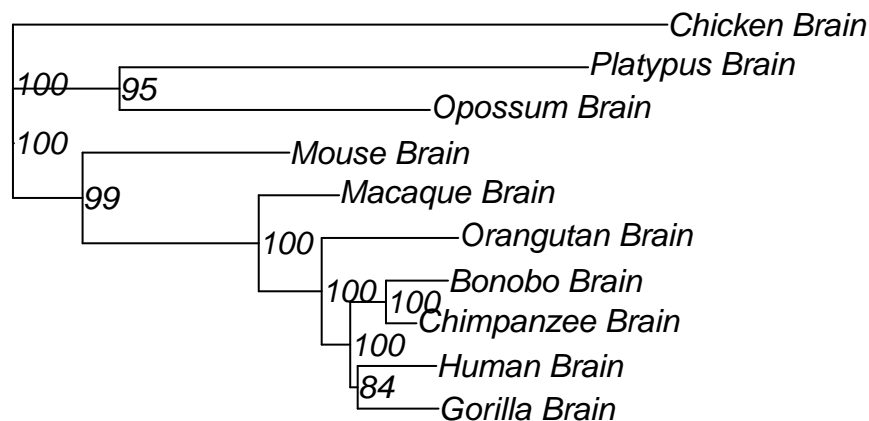 Chicken Brain
Platypus Brain
100
95
Opossum Brain
100
Mouse Brain
99
Macaque Brain
100
Orangutan Brain
Bonobo Brain
100
100
Chimpanzee Brain
100
Human Brain
84
Gorilla Brain